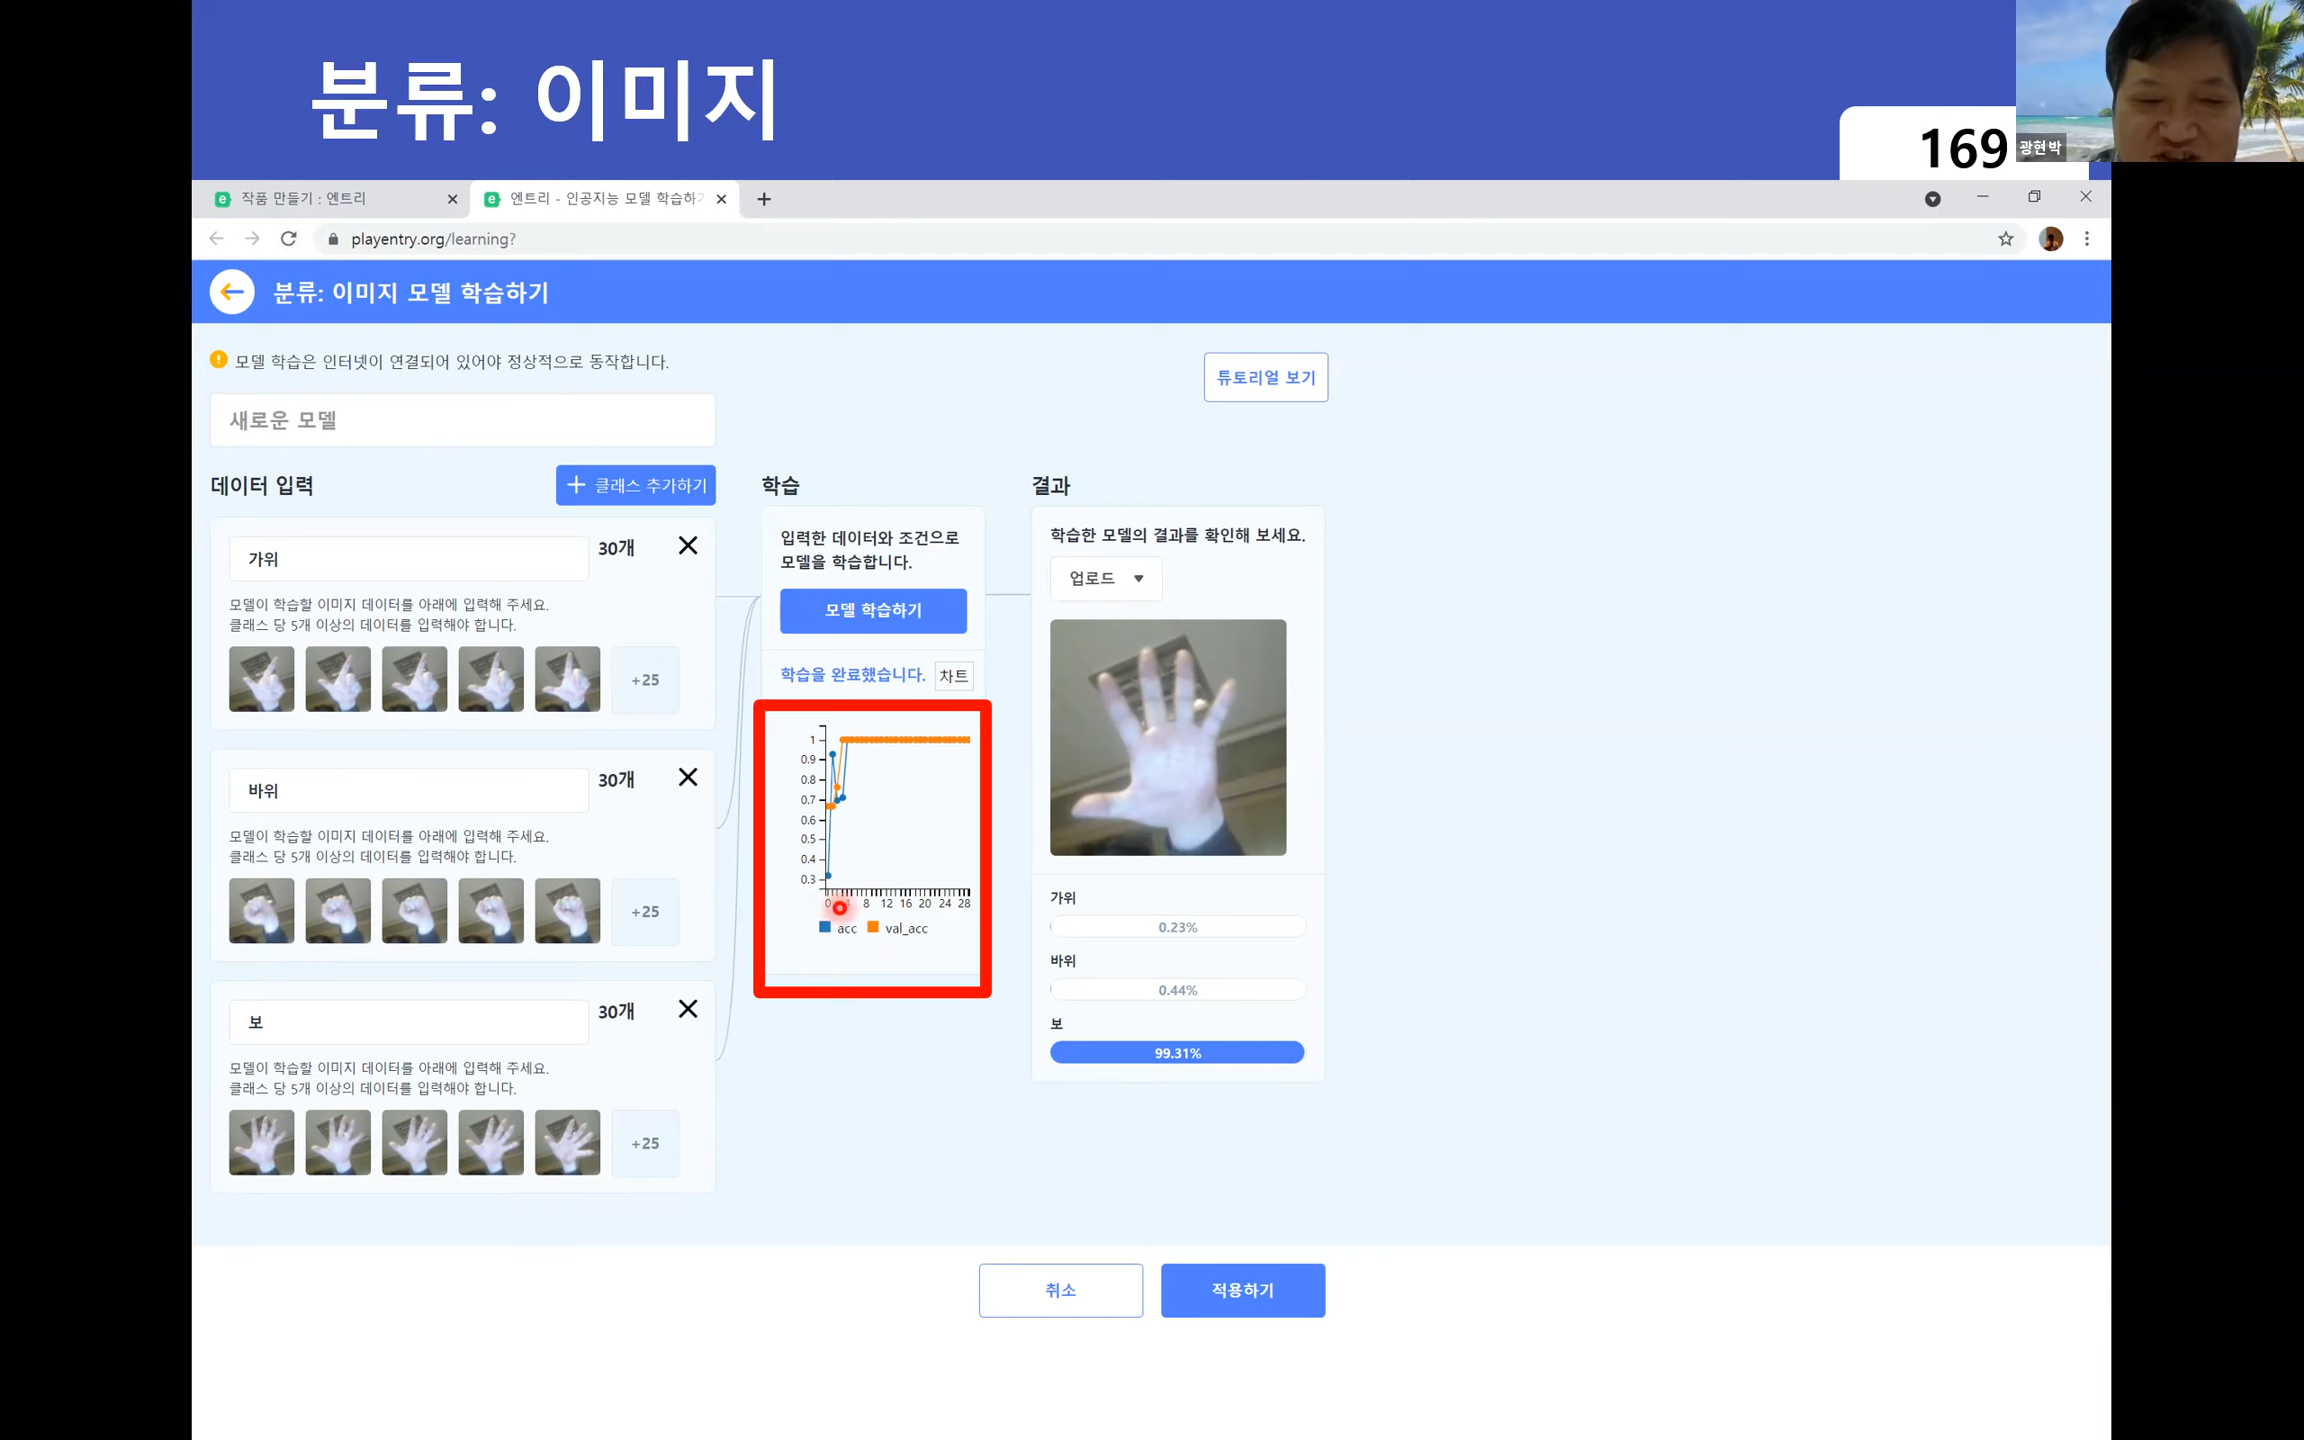 분류: 이미지
169
광현박
작품 만들기 : 엔트리
엔트리 - 인공지능 모델 학습하기
playentry.org/learning?
분류: 이미지 모델 학습하기
모델 학습은 인터넷이 연결되어 있어야 정상적으로 동작합니다.
튜토리얼 보기
새로운 모델
데이터 입력
클래스 추가하기
가위
30개
모델이 학습할 이미지 데이터를 아래에 입력해 주세요.
클래스 당 5개 이상의 데이터를 입력해야 합니다.
+25
바위
30개
모델이 학습할 이미지 데이터를 아래에 입력해 주세요.
클래스 당 5개 이상의 데이터를 입력해야 합니다.
+25
보
30개
모델이 학습할 이미지 데이터를 아래에 입력해 주세요.
클래스 당 5개 이상의 데이터를 입력해야 합니다.
+25
학습
입력한 데이터와 조건으로
모델을 학습합니다.
모델 학습하기
학습을 완료했습니다. 차트
1
0.9
0.8
0.7
0.6
0.5
0.4
0.3
0 4 8 12 16 20 24 28
acc val_acc
결과
학습한 모델의 결과를 확인해 보세요.
업로드
가위
0.23%
바위
0.44%
보
99.31%
취소
적용하기